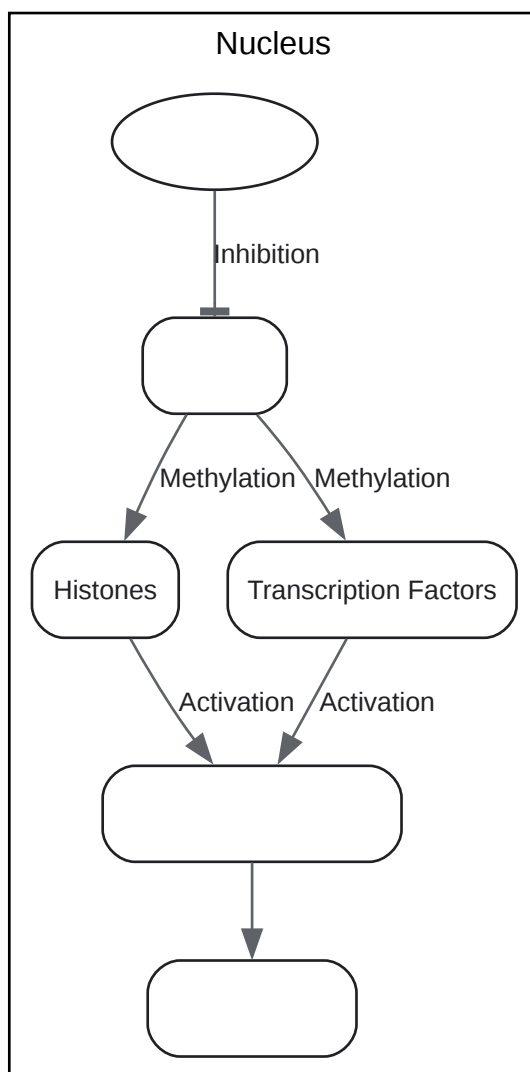 Nucleus
Inhibition
Methylation
Methylation
Histones
Transcription Factors
Activation
Activation